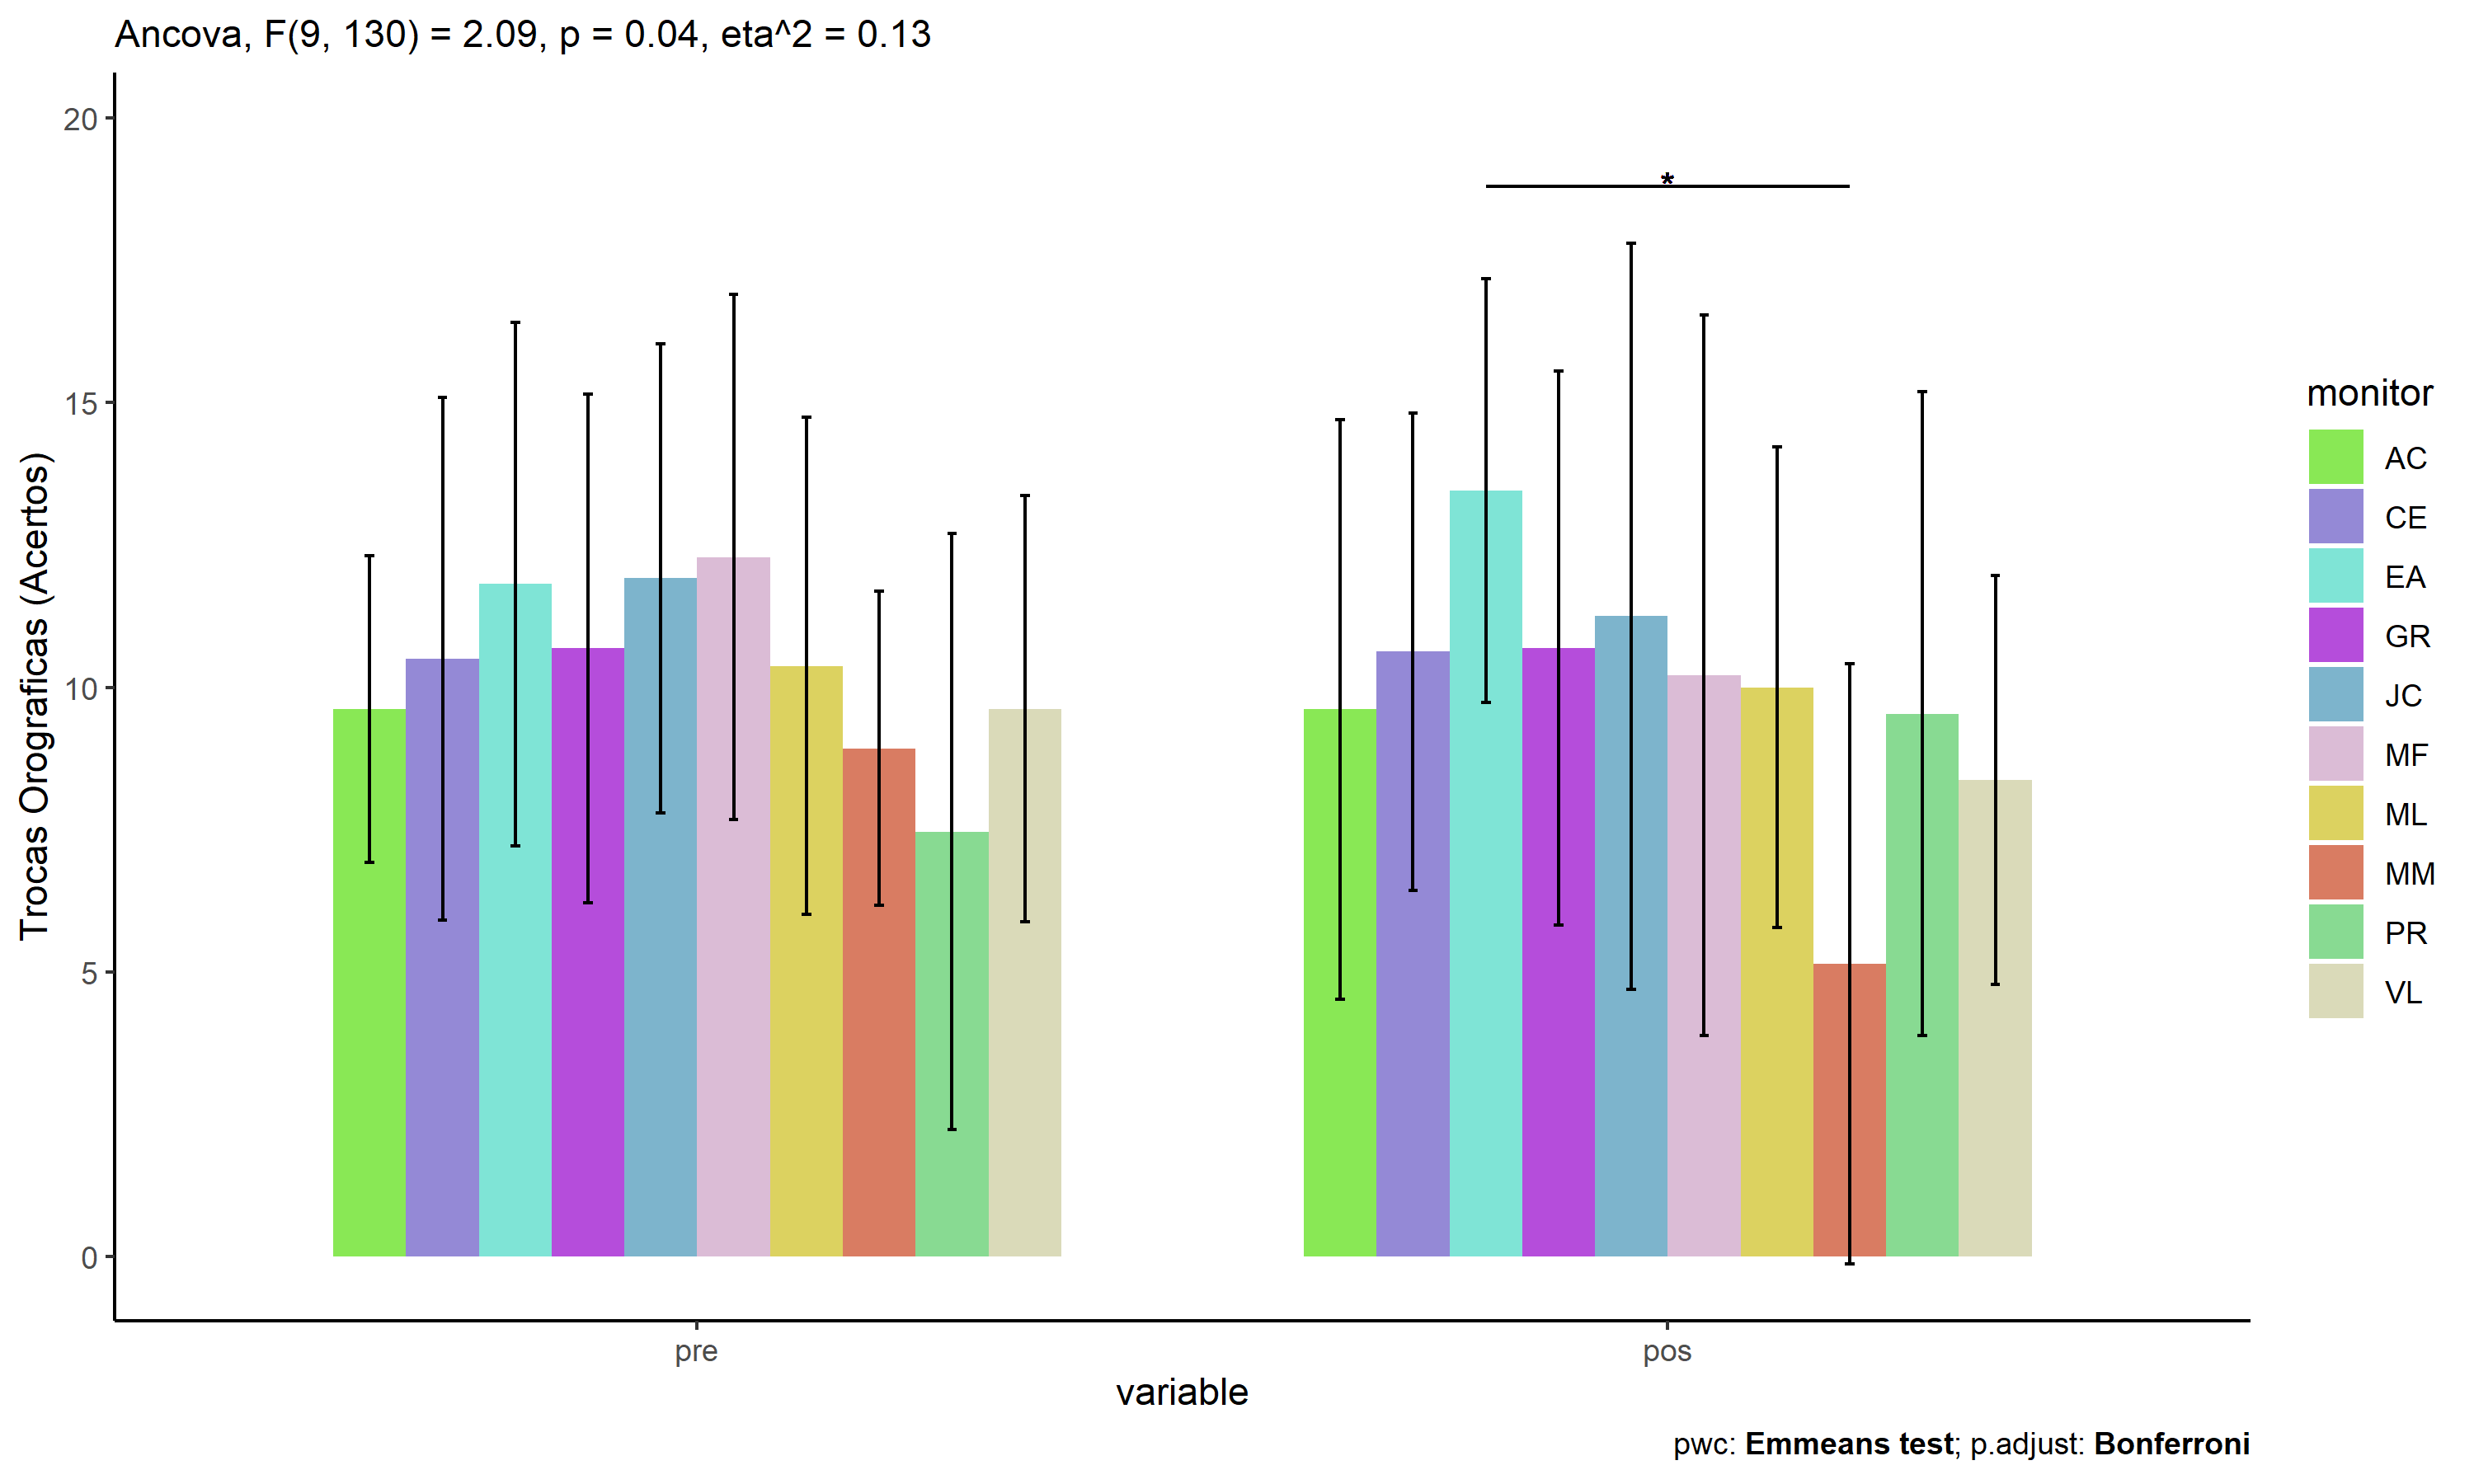 Ancova, F(9, 130) = 2.09, p = 0.04, eta^2 = 0.13
Trocas Orograficas (Acertos)
20
15
10
5
0
*
pre
pos
variable
monitor
AC
CE
EA
GR
JC
MF
ML
MM
PR
VL
pwc: Emmeans test; p.adjust: Bonferroni